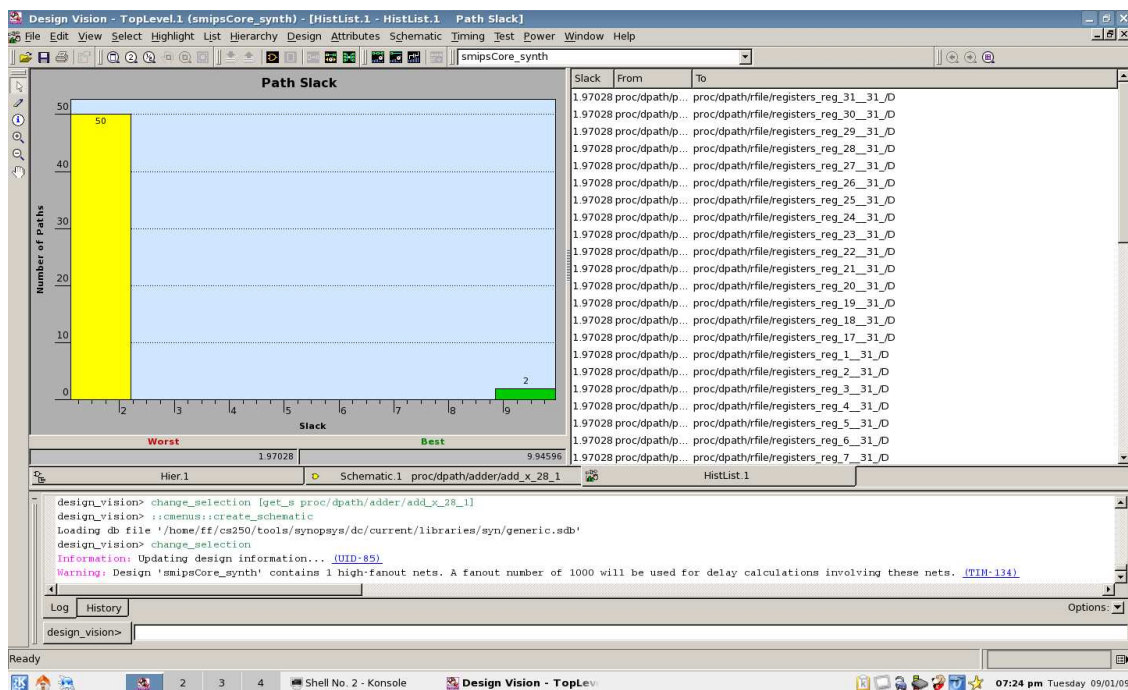 Design Vision - TopLevel.1 (smipsCore_synth) - [HistList.1 - HistList.1 Path Slack]
File Edit View Select Highlight List Hierarchy Design Attributes Schematic Timing Test Power Window Help
smipsCore_synth
Path Slack
50
40
30
20
10
0
50
2
Number of Paths
2 3 4 5 6 7 8 9
Slack
Worst Best
1.97028 9.94596
Slack From To
1.97028 proc/dpath/p... proc/dpath/rfile/registers_reg_31__31_/D
1.97028 proc/dpath/p... proc/dpath/rfile/registers_reg_30__31_/D
1.97028 proc/dpath/p... proc/dpath/rfile/registers_reg_29__31_/D
1.97028 proc/dpath/p... proc/dpath/rfile/registers_reg_28__31_/D
1.97028 proc/dpath/p... proc/dpath/rfile/registers_reg_27__31_/D
1.97028 proc/dpath/p... proc/dpath/rfile/registers_reg_26__31_/D
1.97028 proc/dpath/p... proc/dpath/rfile/registers_reg_25__31_/D
1.97028 proc/dpath/p... proc/dpath/rfile/registers_reg_24__31_/D
1.97028 proc/dpath/p... proc/dpath/rfile/registers_reg_23__31_/D
1.97028 proc/dpath/p... proc/dpath/rfile/registers_reg_22__31_/D
1.97028 proc/dpath/p... proc/dpath/rfile/registers_reg_21__31_/D
1.97028 proc/dpath/p... proc/dpath/rfile/registers_reg_20__31_/D
1.97028 proc/dpath/p... proc/dpath/rfile/registers_reg_19__31_/D
1.97028 proc/dpath/p... proc/dpath/rfile/registers_reg_18__31_/D
1.97028 proc/dpath/p... proc/dpath/rfile/registers_reg_17__31_/D
1.97028 proc/dpath/p... proc/dpath/rfile/registers_reg_1__31_/D
1.97028 proc/dpath/p... proc/dpath/rfile/registers_reg_2__31_/D
1.97028 proc/dpath/p... proc/dpath/rfile/registers_reg_3__31_/D
1.97028 proc/dpath/p... proc/dpath/rfile/registers_reg_4__31_/D
1.97028 proc/dpath/p... proc/dpath/rfile/registers_reg_5__31_/D
1.97028 proc/dpath/p... proc/dpath/rfile/registers_reg_6__31_/D
1.97028 proc/dpath/p... proc/dpath/rfile/registers_reg_7__31_/D
Hier.1 Schematic.1 proc/dpath/adder/add_x_28_1 HistList.1
design_vision> change_selection [get_s proc/dpath/adder/add_x_28_1]
design_vision> ::cmenus::create_schematic
Loading db file '/home/ff/cs250/tools/synopsys/dc/current/libraries/syn/generic.sdb'
design_vision> change_selection
Information: Updating design information... (UID-85)
Warning: Design 'smipsCore_synth' contains 1 high-fanout nets. A fanout number of 1000 will be used for delay calculations involving these nets. (TIM-134)
Log History Options:
design_vision>
Ready
2 3 4 Shell No. 2 - Konsole Design Vision - TopLev 07:24 pm Tuesday 09/01/09